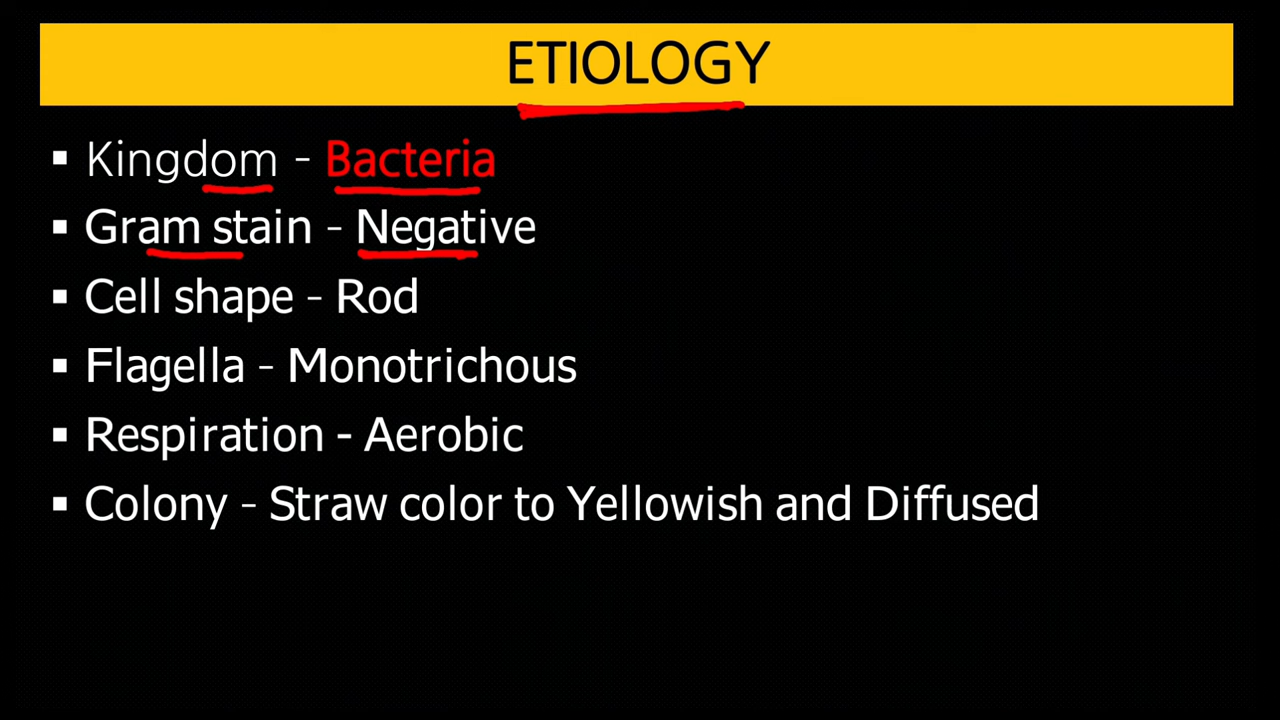 ETIOLOGY
▪ Kingdom - Bacteria
▪ Gram stain - Negative
▪ Cell shape - Rod
▪ Flagella - Monotrichous
▪ Respiration - Aerobic
▪ Colony - Straw color to Yellowish and Diffused